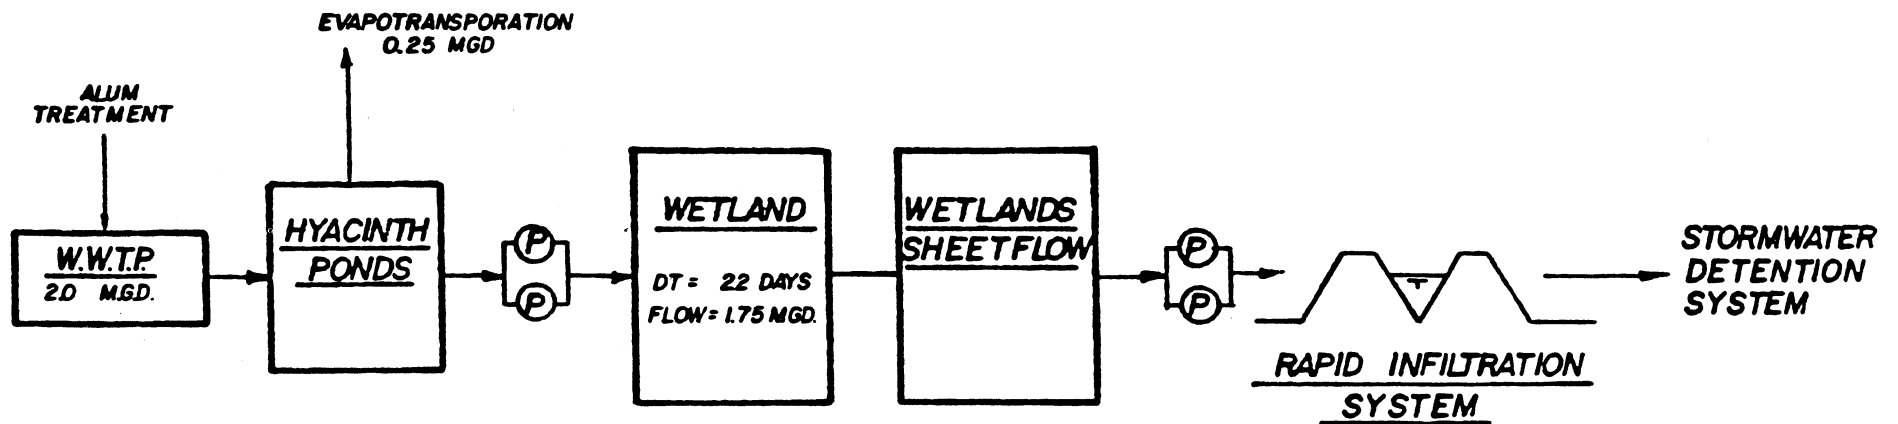 EVAPOTRANSPORATION
0.25 MGD
ALUM
TREATMENT
W.W.T.P.
2.0 M.G.D.
HYACINTH
PONDS
P
P
WETLAND
DT = 22 DAYS
FLOW = 1.75 MGD.
WETLANDS
SHEETFLOW
P
P
RAPID INFILTRATION
SYSTEM
STORMWATER
DETENTION
SYSTEM